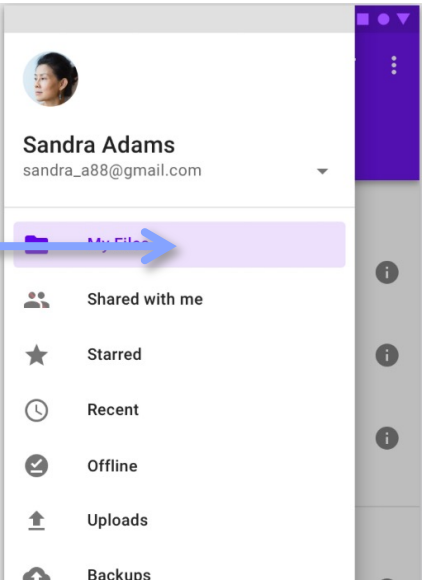 Sandra Adams
sandra_a88@gmail.com
My Files
Shared with me
Starred
Recent
Offline
Uploads
Backups